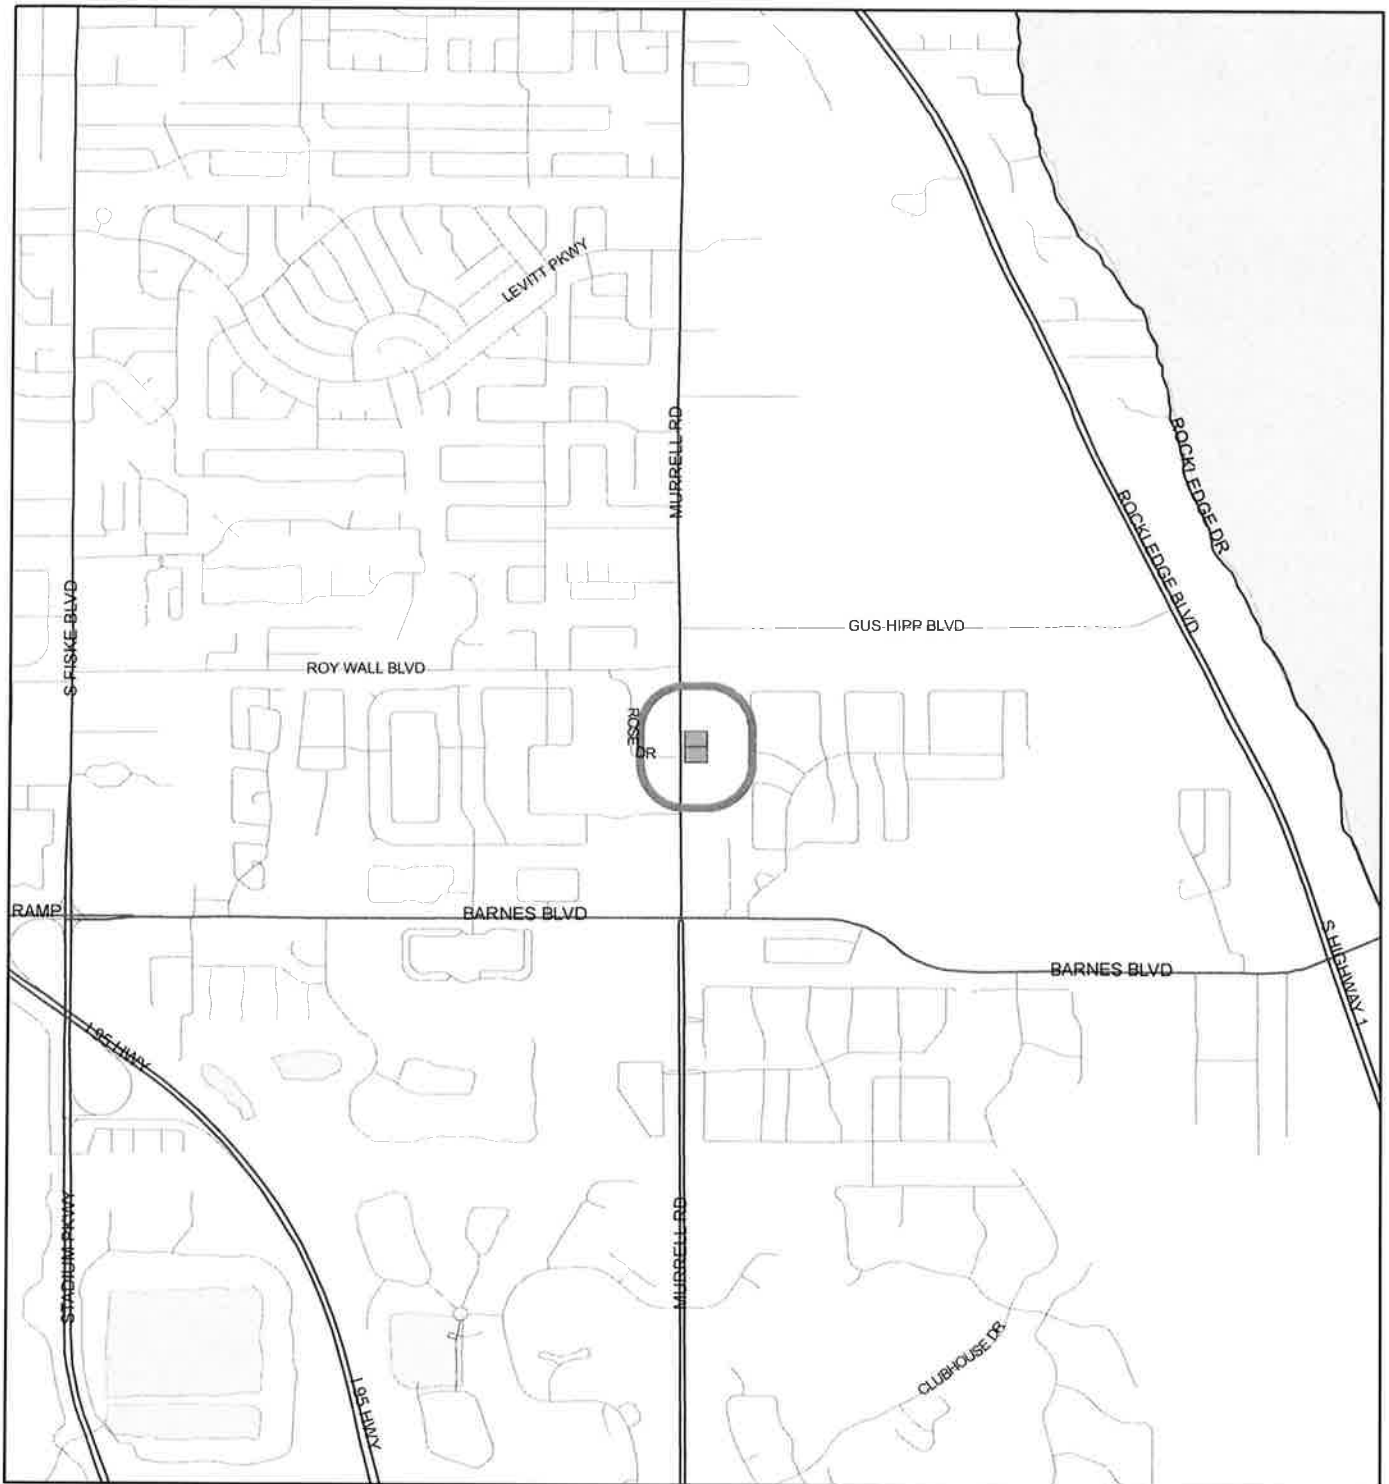 LEVITT PKWY
MURRELL RD
ROCKLEDGE DR
ROCKLEDGE BLVD
S FISKE BLVD
GUS HIPP BLVD
ROY WALL BLVD
ROSE
DR
RAMP
BARNES BLVD
BARNES BLVD
S HIGHWAY 1
I 95 HWY
STADIUM PKWY
MURRELL RD
CLUBHOUSE DR
I 95 HWY